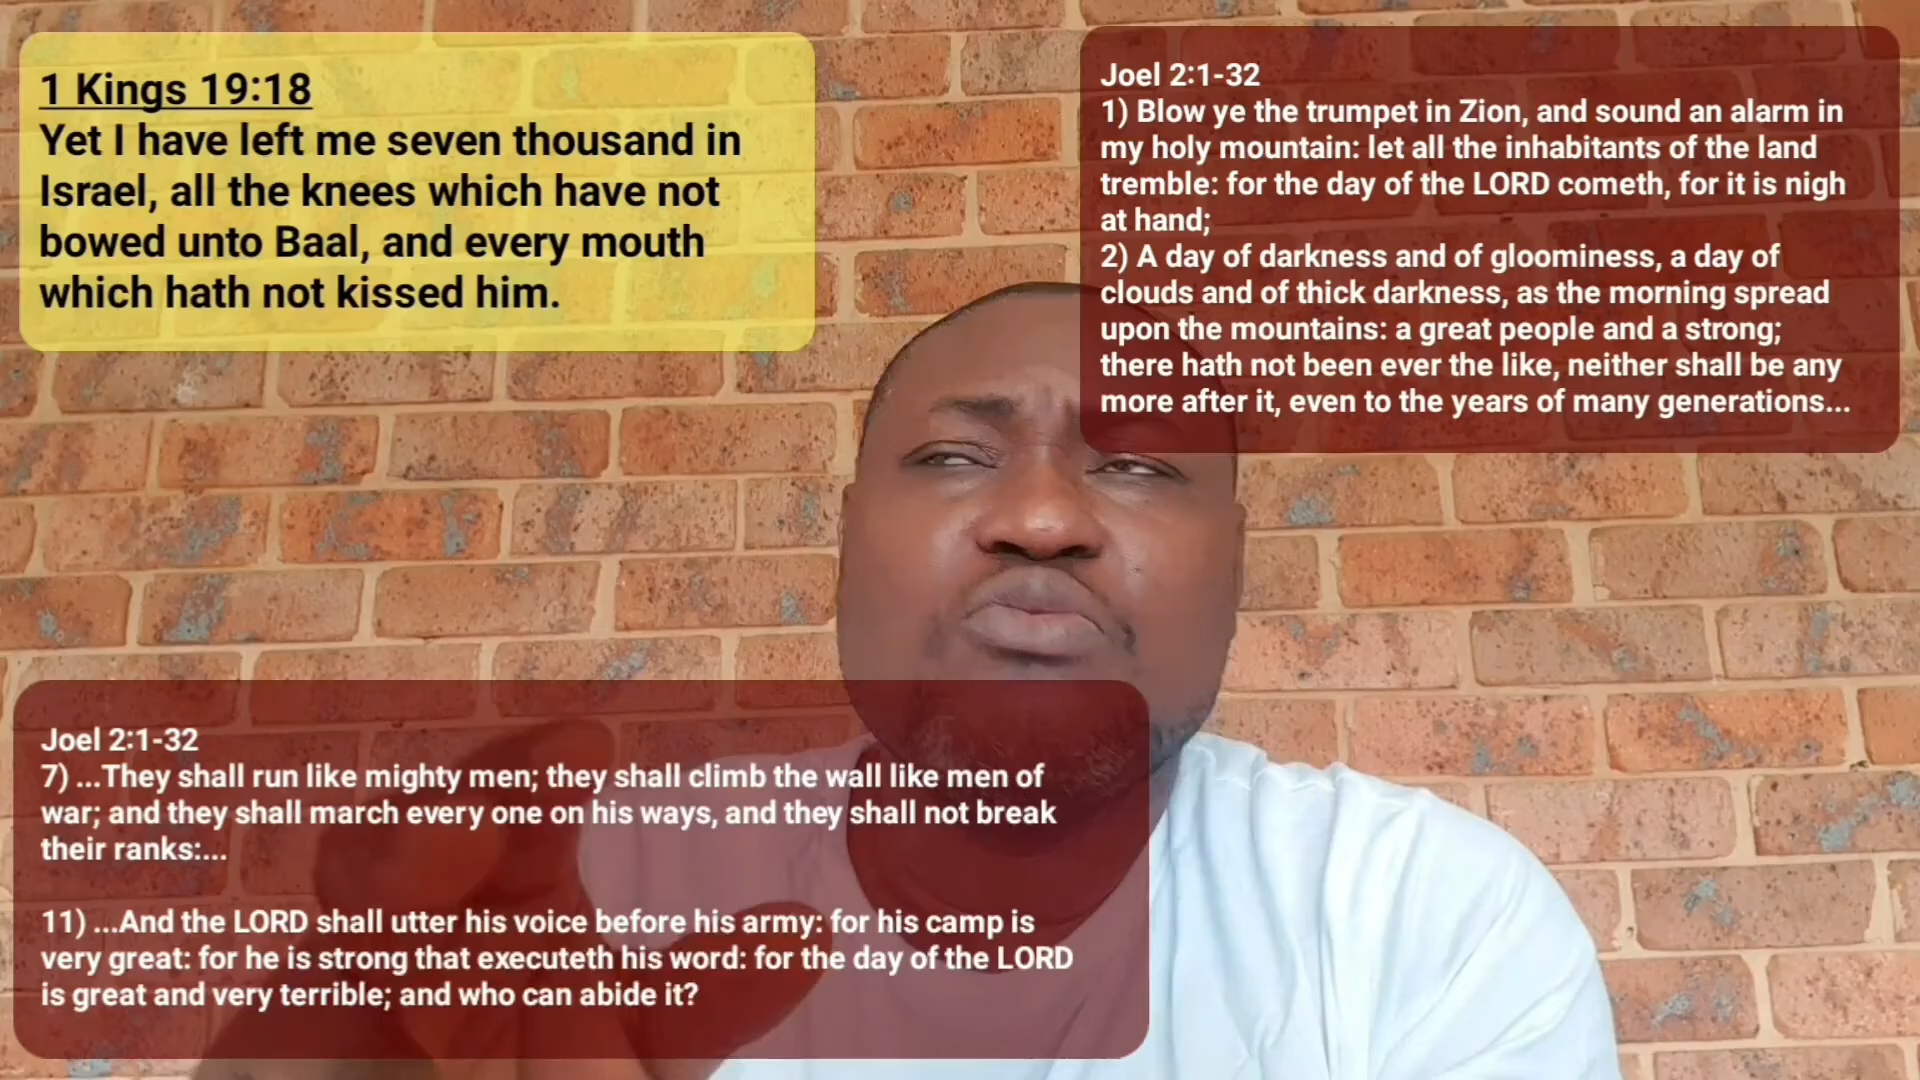 1 Kings 19:18
Yet I have left me seven thousand in
Israel, all the knees which have not
bowed unto Baal, and every mouth
which hath not kissed him.
Joel 2:1-32
1) Blow ye the trumpet in Zion, and sound an alarm in
my holy mountain: let all the inhabitants of the land
tremble: for the day of the LORD cometh, for it is nigh
at hand;
2) A day of darkness and of gloominess, a day of
clouds and of thick darkness, as the morning spread
upon the mountains: a great people and a strong;
there hath not been ever the like, neither shall be any
more after it, even to the years of many generations...
Joel 2:1-32
7) ...They shall run like mighty men; they shall climb the wall like men of
war; and they shall march every one on his ways, and they shall not break
their ranks:...
11) ...And the LORD shall utter his voice before his army: for his camp is
very great: for he is strong that executeth his word: for the day of the LORD
is great and very terrible; and who can abide it?